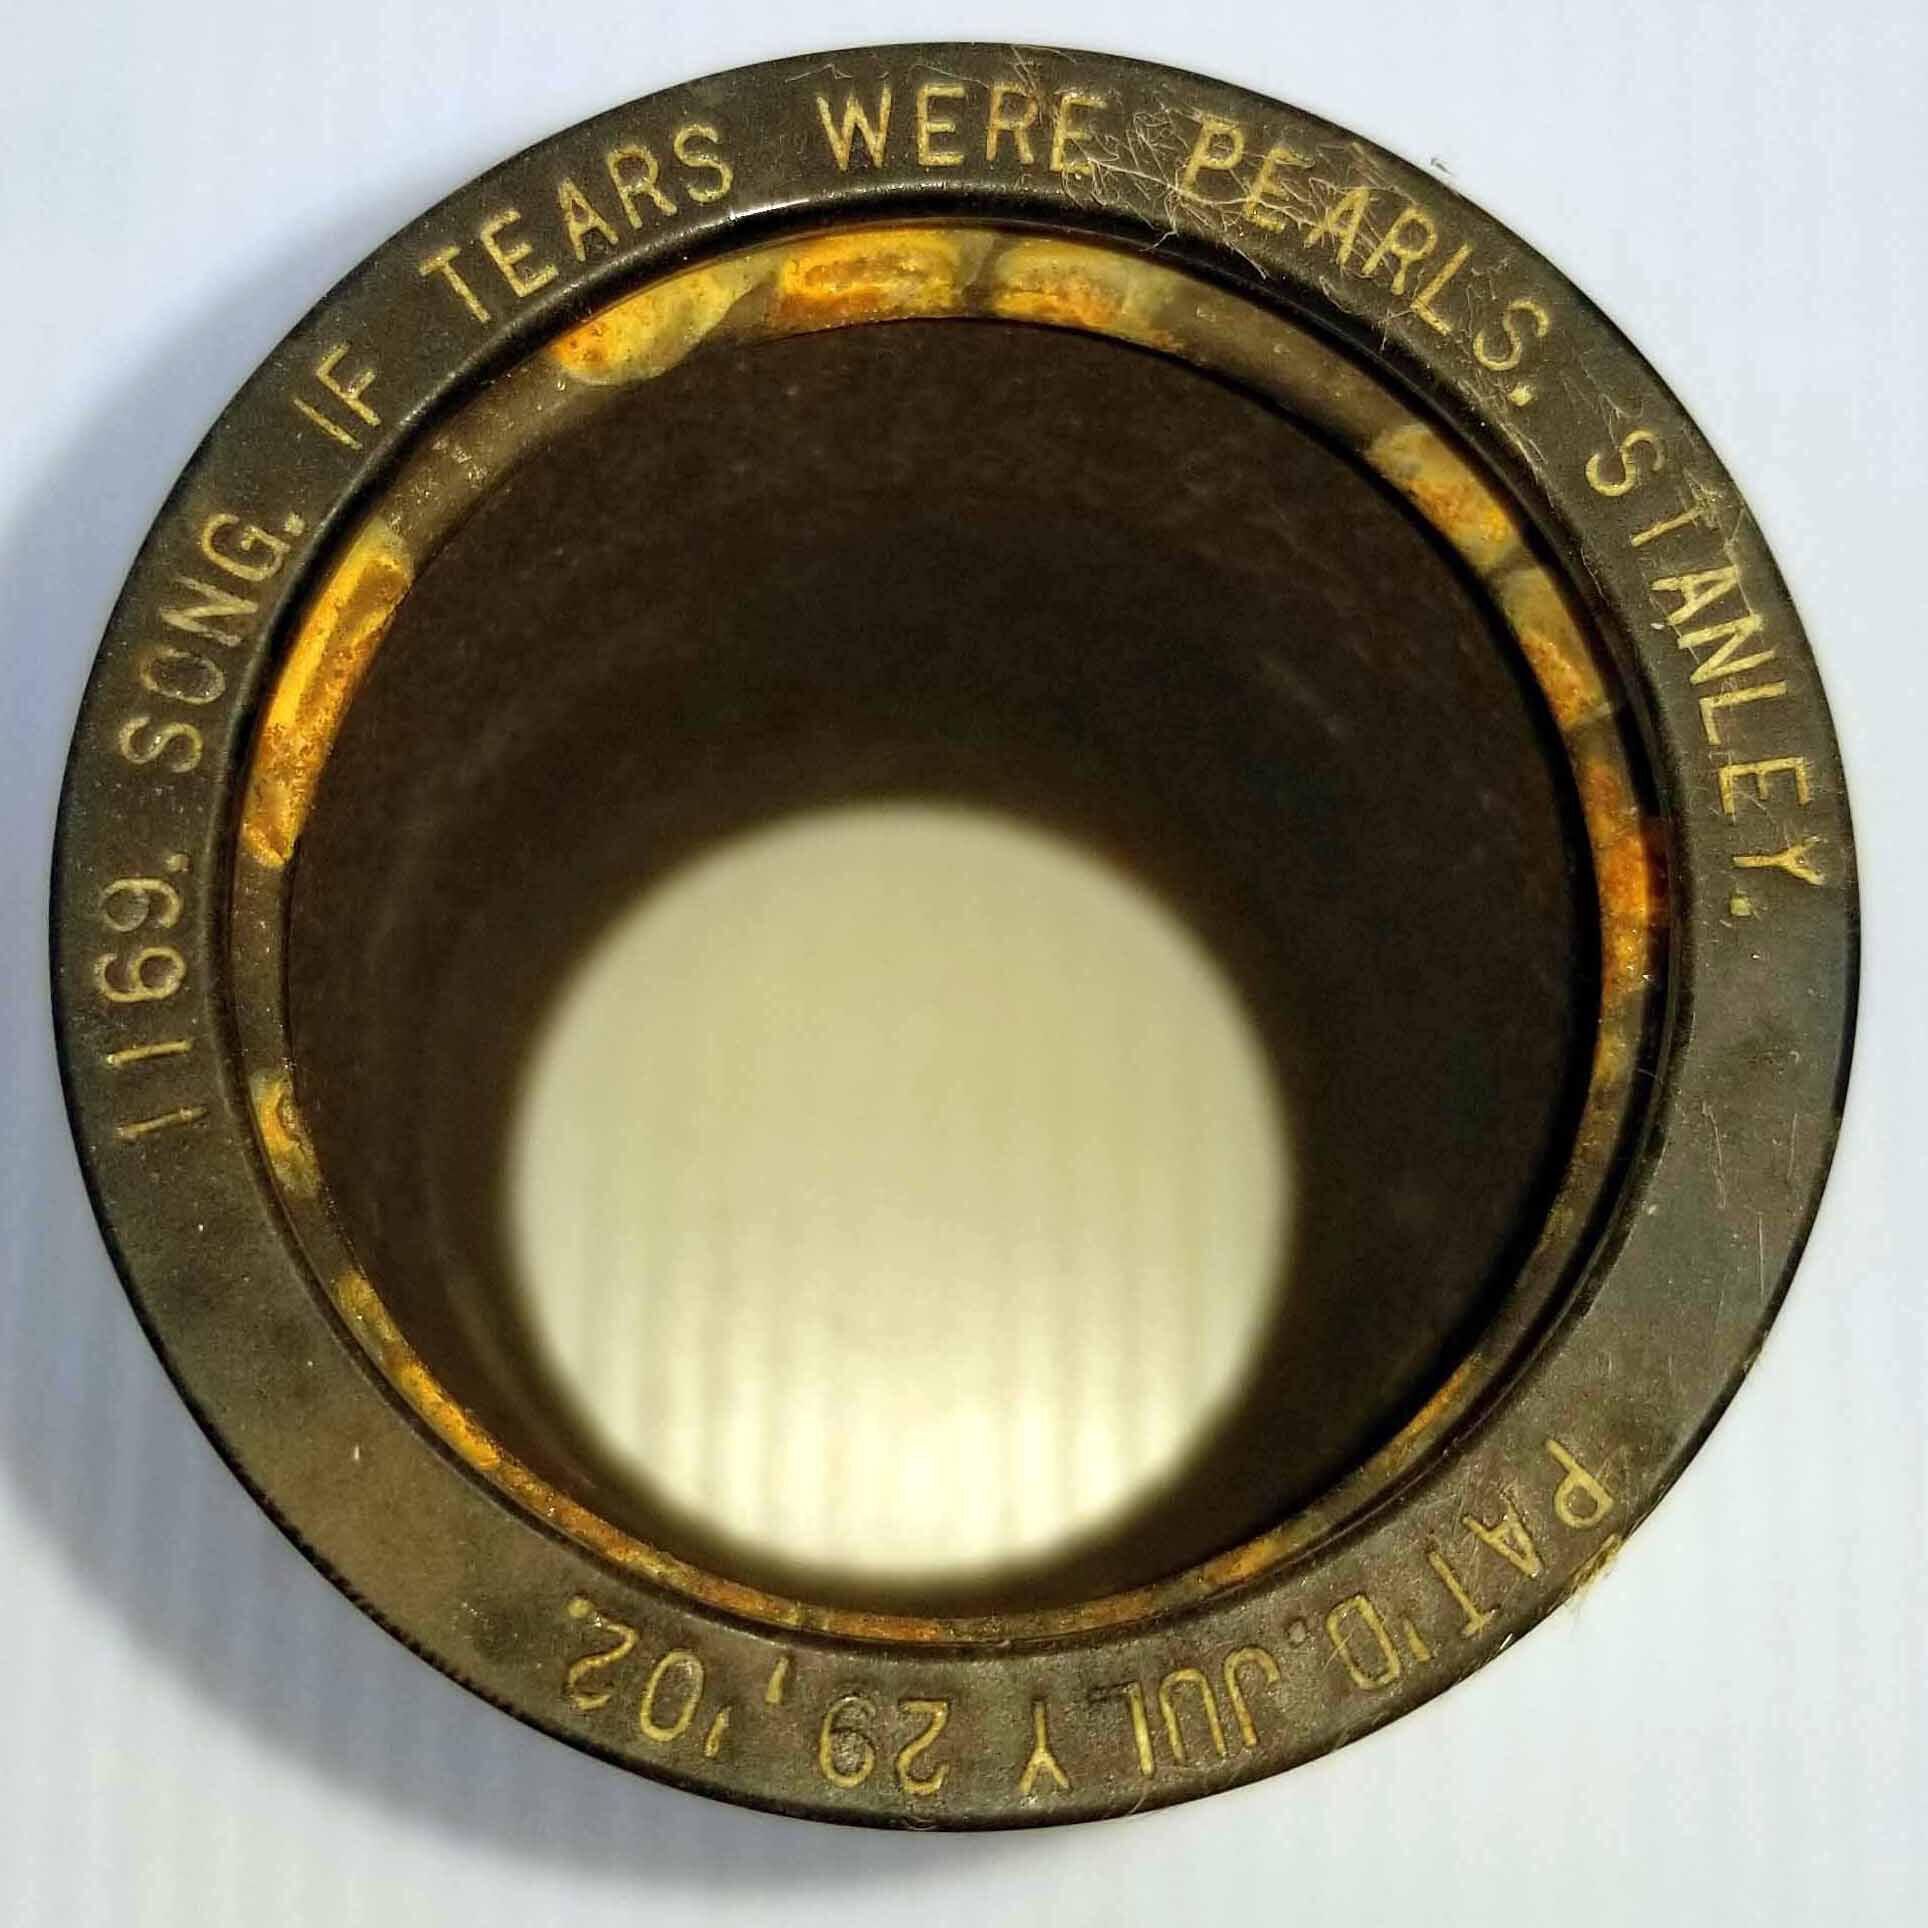 1169. SONG. IF TEARS WERE PEARLS. STANLEY.
PAT'D. JULY 29, '02.